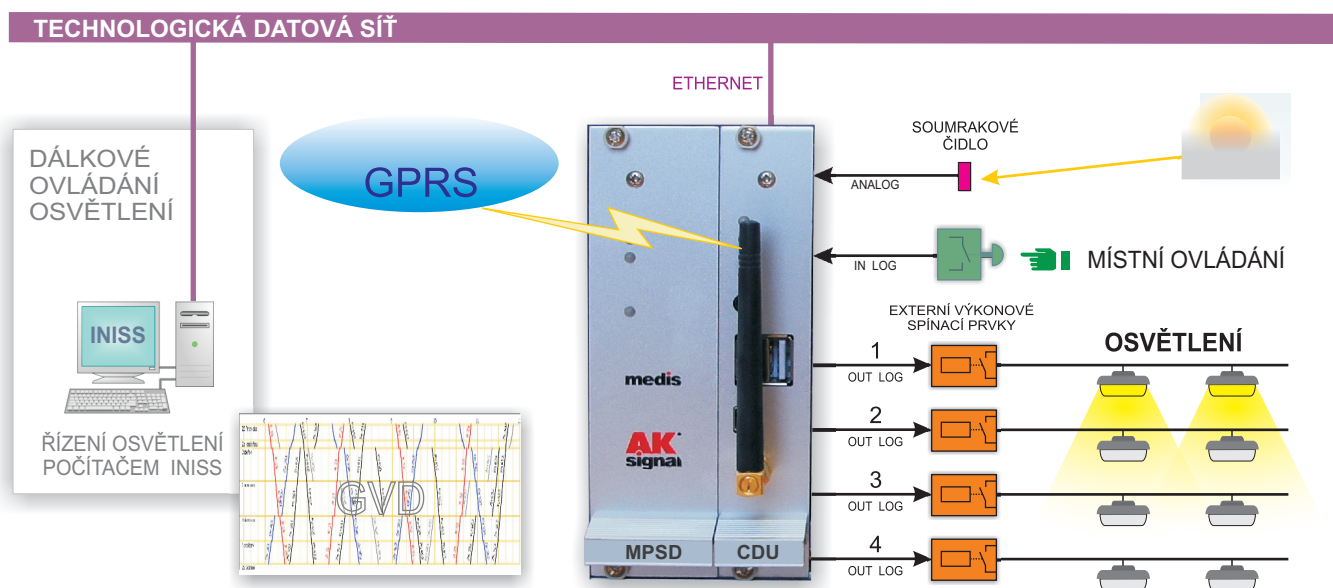 TECHNOLOGICKÁ DATOVÁ SÍŤ
ETHERNET
DÁLKOVÉ
OVLÁDÁNÍ
OSVĚTLENÍ
GPRS
SOUMRAKOVÉ
ČIDLO
ANALOG
IN LOG
MÍSTNÍ OVLÁDÁNÍ
INISS
ŘÍZENÍ OSVĚTLENÍ
POČÍTAČEM INISS
GVD
medis
AK
signal
MPSD
CDU
EXTERNÍ VÝKONOVÉ
SPÍNACÍ PRVKY
OSVĚTLENÍ
1
OUT LOG
2
OUT LOG
3
OUT LOG
4
OUT LOG